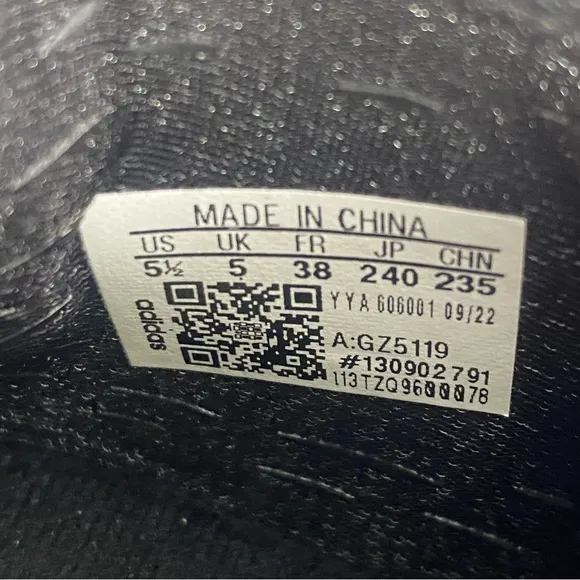 MADE IN CHINA
US UK FR JP CHN
5½ 5 38 240 235
YYA 606001 09/22
A:GZ5119
#130902791
adidas